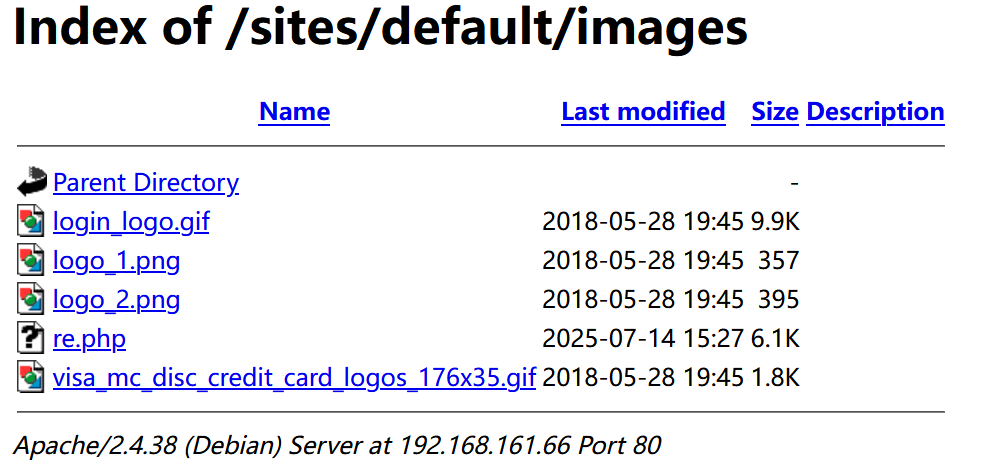 Index of /sites/default/images
Name Last modified Size Description
Parent Directory -
login_logo.gif 2018-05-28 19:45 9.9K
logo_1.png 2018-05-28 19:45 357
logo_2.png 2018-05-28 19:45 395
re.php 2025-07-14 15:27 6.1K
visa_mc_disc_credit_card_logos_176x35.gif 2018-05-28 19:45 1.8K
Apache/2.4.38 (Debian) Server at 192.168.161.66 Port 80